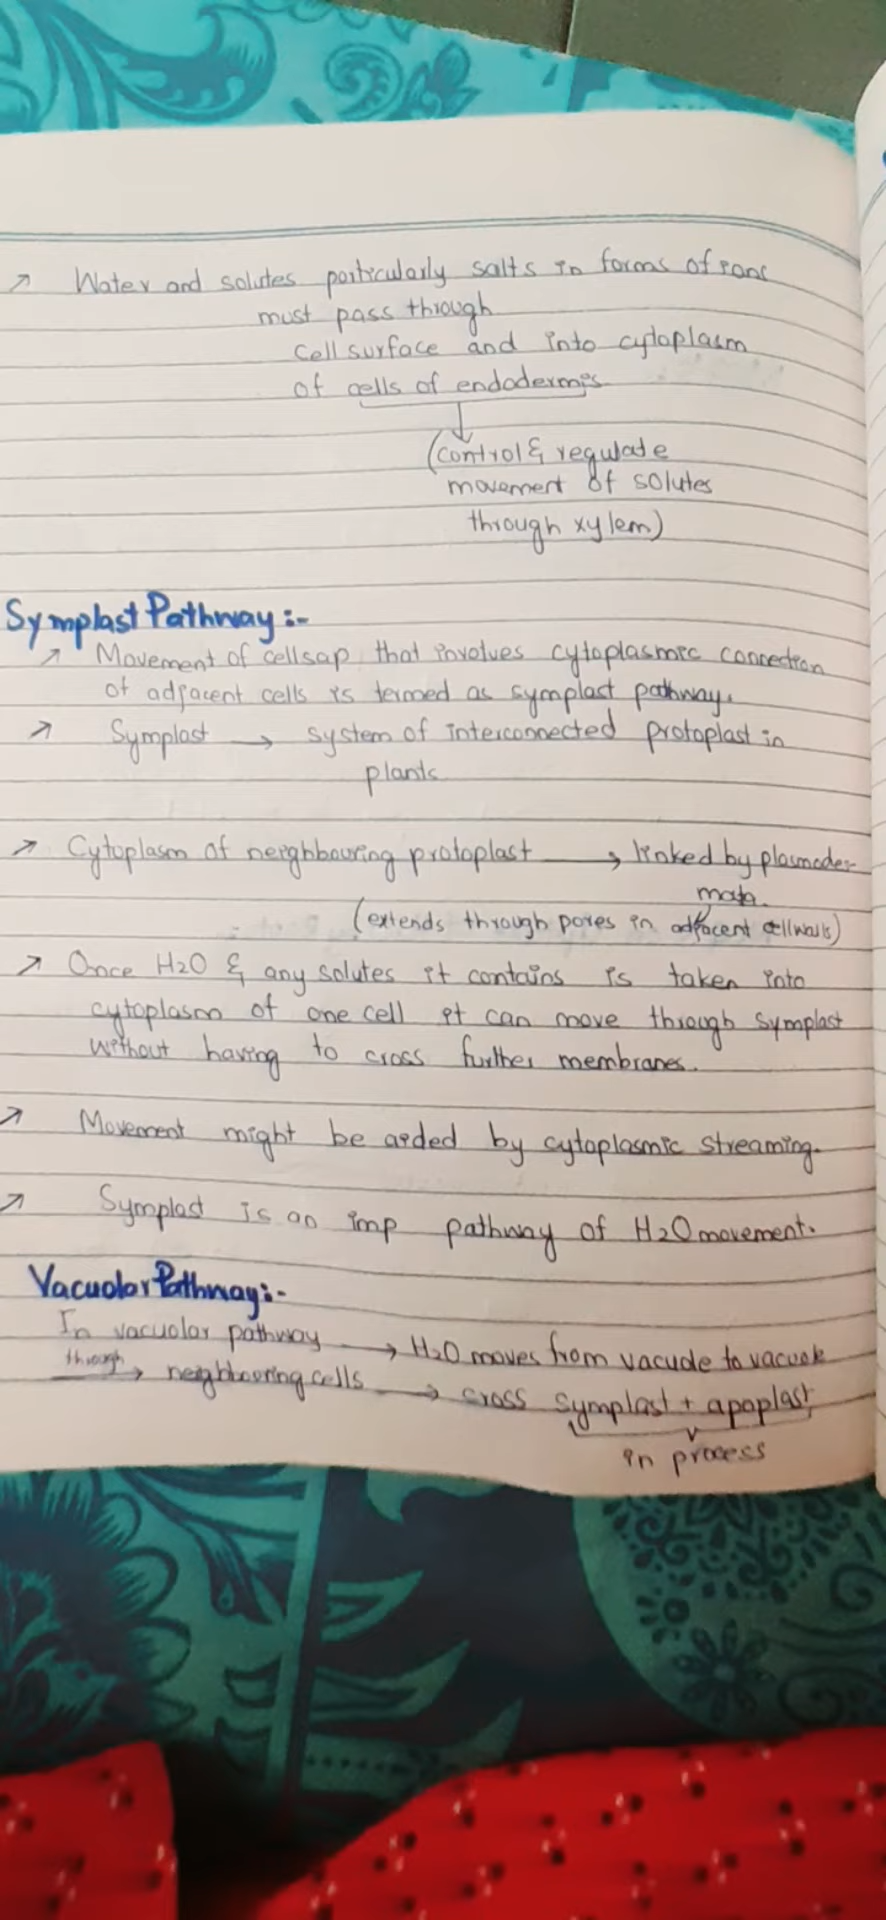 ↗ Water and solutes particularly salts in forms of ions
must pass through
cell surface and into cytoplasm
of cells of endodermis
↓
(control & regulate
movement of solutes
through xylem)
Symplast Pathway:-
↗ Movement of cellsap that involves cytoplasmic connection
of adjacent cells is termed as symplast pathway.
↗ Symplast → system of interconnected protoplast in
plants
↗ Cytoplasm of neighbouring protoplast → linked by plasmodes-
mata.
(extends through pores in adjacent cellwalls)
↗ Once H2O & any solutes it contains is taken into
cytoplasm of one cell it can move through symplast
without having to cross further membranes.
↗ Movement might be aided by cytoplasmic streaming.
↗ Symplast is an imp pathway of H2O movement.
Vacuolar Pathway:-
In vacuolar pathway → H2O moves from vacuole to vacuole
through → neighbouring cells → cross symplast + apoplast
in process